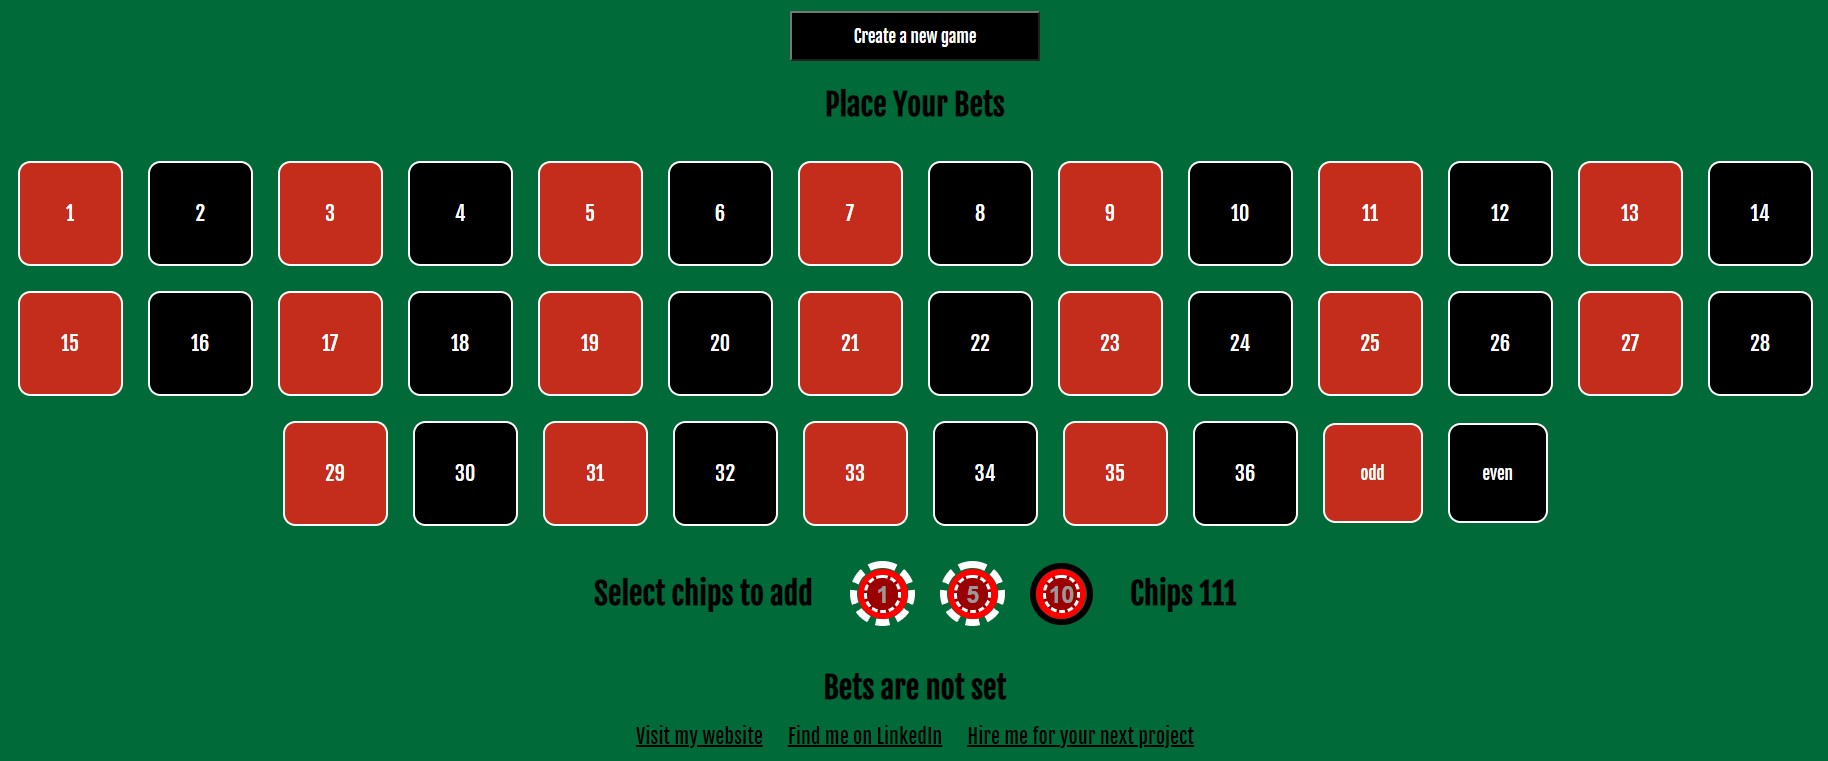 Create a new game
Place Your Bets
1 2 3 4 5 6 7 8 9 10 11 12 13 14
15 16 17 18 19 20 21 22 23 24 25 26 27 28
29 30 31 32 33 34 35 36 odd even
Select chips to add 1 5 10 Chips 111
Bets are not set
Visit my website Find me on LinkedIn Hire me for your next project